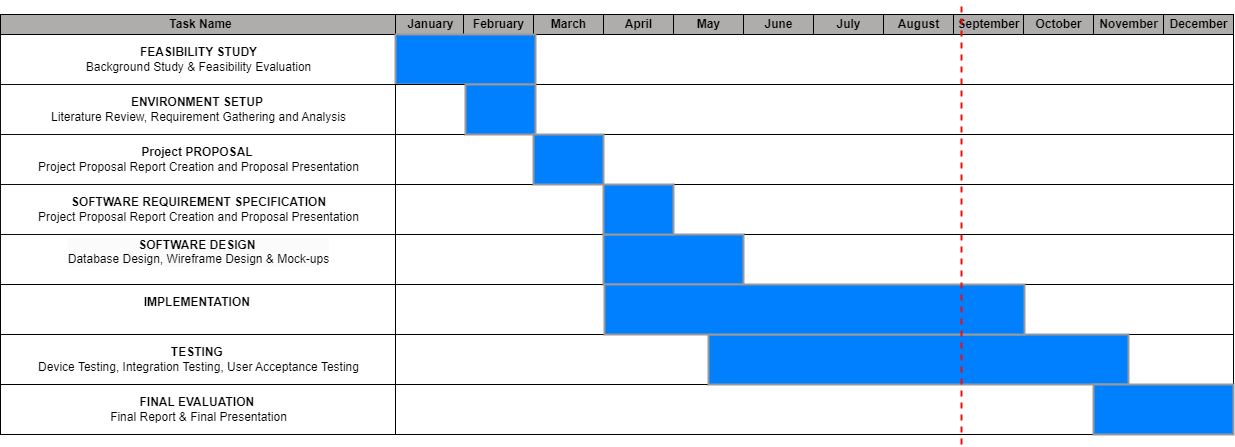 Task Name January February March April May June July August September October November December
FEASIBILITY STUDY
Background Study & Feasibility Evaluation
ENVIRONMENT SETUP
Literature Review, Requirement Gathering and Analysis
Project PROPOSAL
Project Proposal Report Creation and Proposal Presentation
SOFTWARE REQUIREMENT SPECIFICATION
Project Proposal Report Creation and Proposal Presentation
SOFTWARE DESIGN
Database Design, Wireframe Design & Mock-ups
IMPLEMENTATION
TESTING
Device Testing, Integration Testing, User Acceptance Testing
FINAL EVALUATION
Final Report & Final Presentation